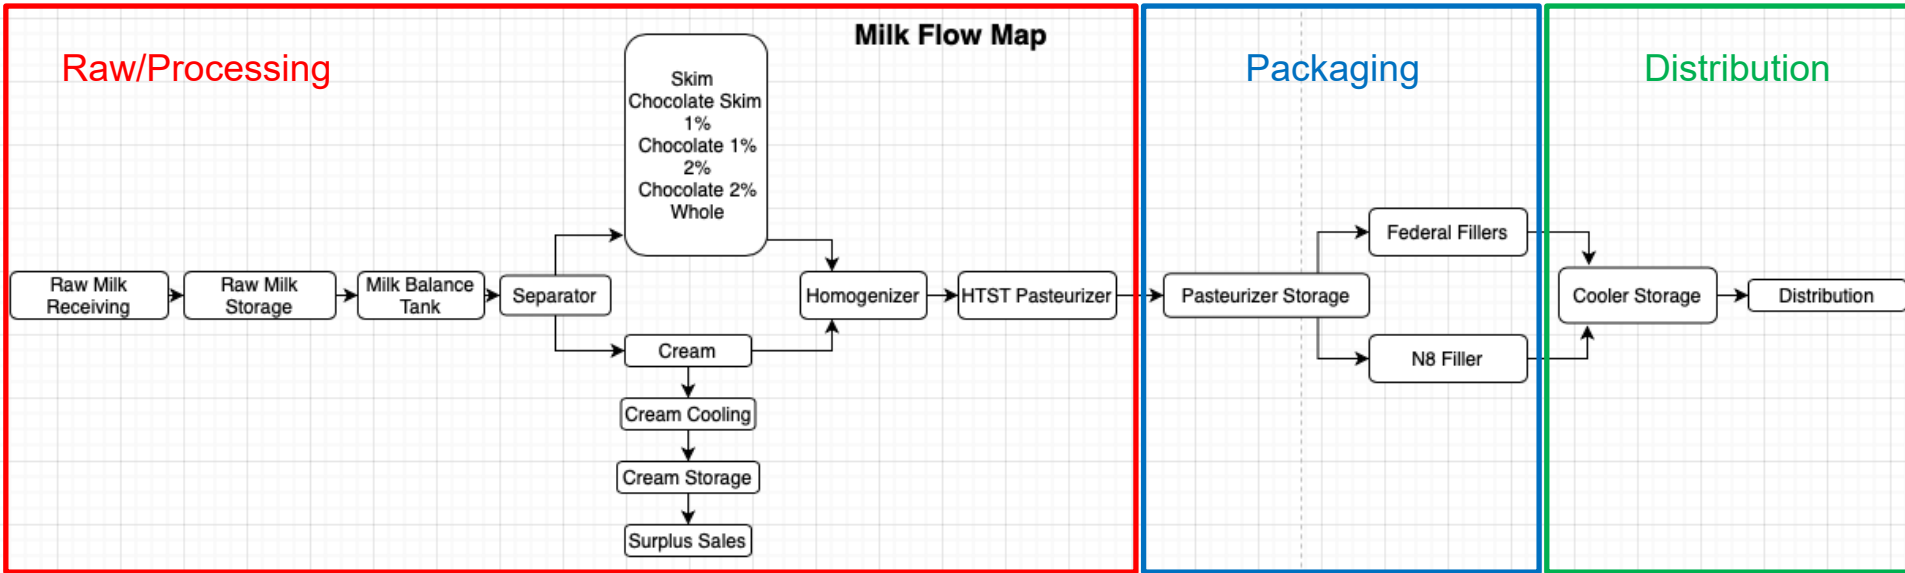 Milk Flow Map
Raw/Processing
Packaging
Distribution
Skim
Chocolate Skim
1%
Chocolate 1%
2%
Chocolate 2%
Whole
Raw Milk
Receiving
Raw Milk
Storage
Milk Balance
Tank
Separator
Cream
Cream Cooling
Cream Storage
Surplus Sales
Homogenizer
HTST Pasteurizer
Pasteurizer Storage
Federal Fillers
N8 Filler
Cooler Storage
Distribution